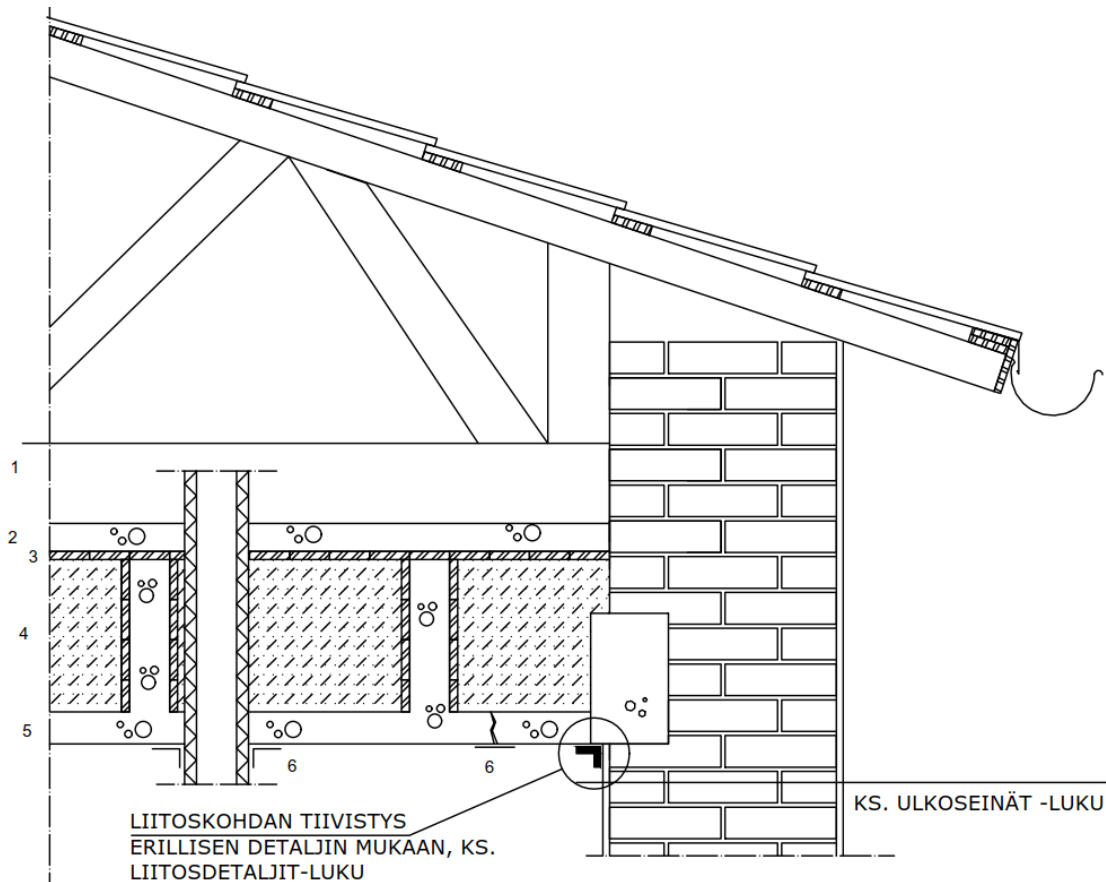 1
2
3
4
5
6
6
KS. ULKOSEINÄT -LUKU
LIITOSKOHDAN TIIVISTYS
ERILLISEN DETALJIN MUKAAN, KS.
LIITOSDETALJIT-LUKU